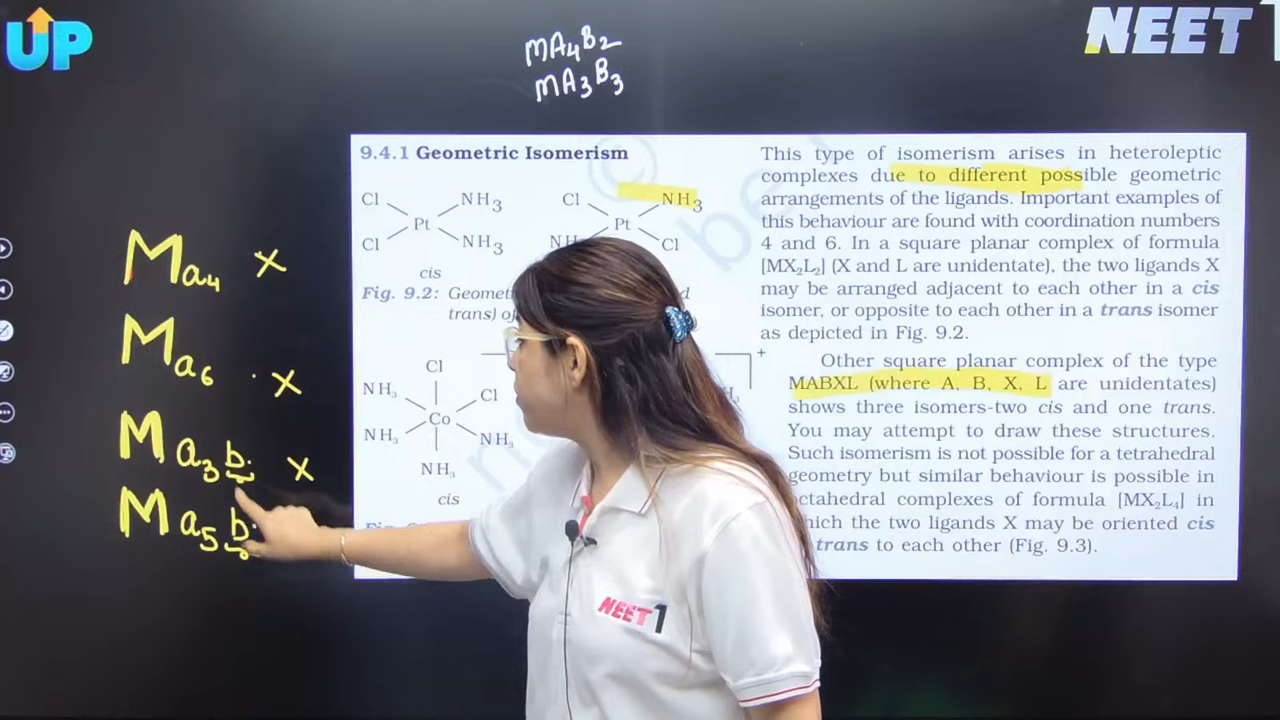 UP
NEET 1
MA₄B₂
MA₃B₃
Ma₄ ×
Ma₆ · ×
Ma₃b ×
Ma₅b
9.4.1 Geometric Isomerism
Cl NH₃ Cl NH₃
Pt Pt
Cl NH₃ NH Cl
cis
Fig. 9.2: Geomet
trans) of
Cl
NH₃ Cl
Co
NH₃ NH₃
NH₃
cis
+
This type of isomerism arises in heteroleptic
complexes due to different possible geometric
arrangements of the ligands. Important examples of
this behaviour are found with coordination numbers
4 and 6. In a square planar complex of formula
[MX₂L₂] (X and L are unidentate), the two ligands X
may be arranged adjacent to each other in a cis
isomer, or opposite to each other in a trans isomer
as depicted in Fig. 9.2.
Other square planar complex of the type
MABXL (where A, B, X, L are unidentates)
shows three isomers-two cis and one trans.
You may attempt to draw these structures.
Such isomerism is not possible for a tetrahedral
geometry but similar behaviour is possible in
octahedral complexes of formula [MX₂L₄] in
which the two ligands X may be oriented cis
trans to each other (Fig. 9.3).
NEET1